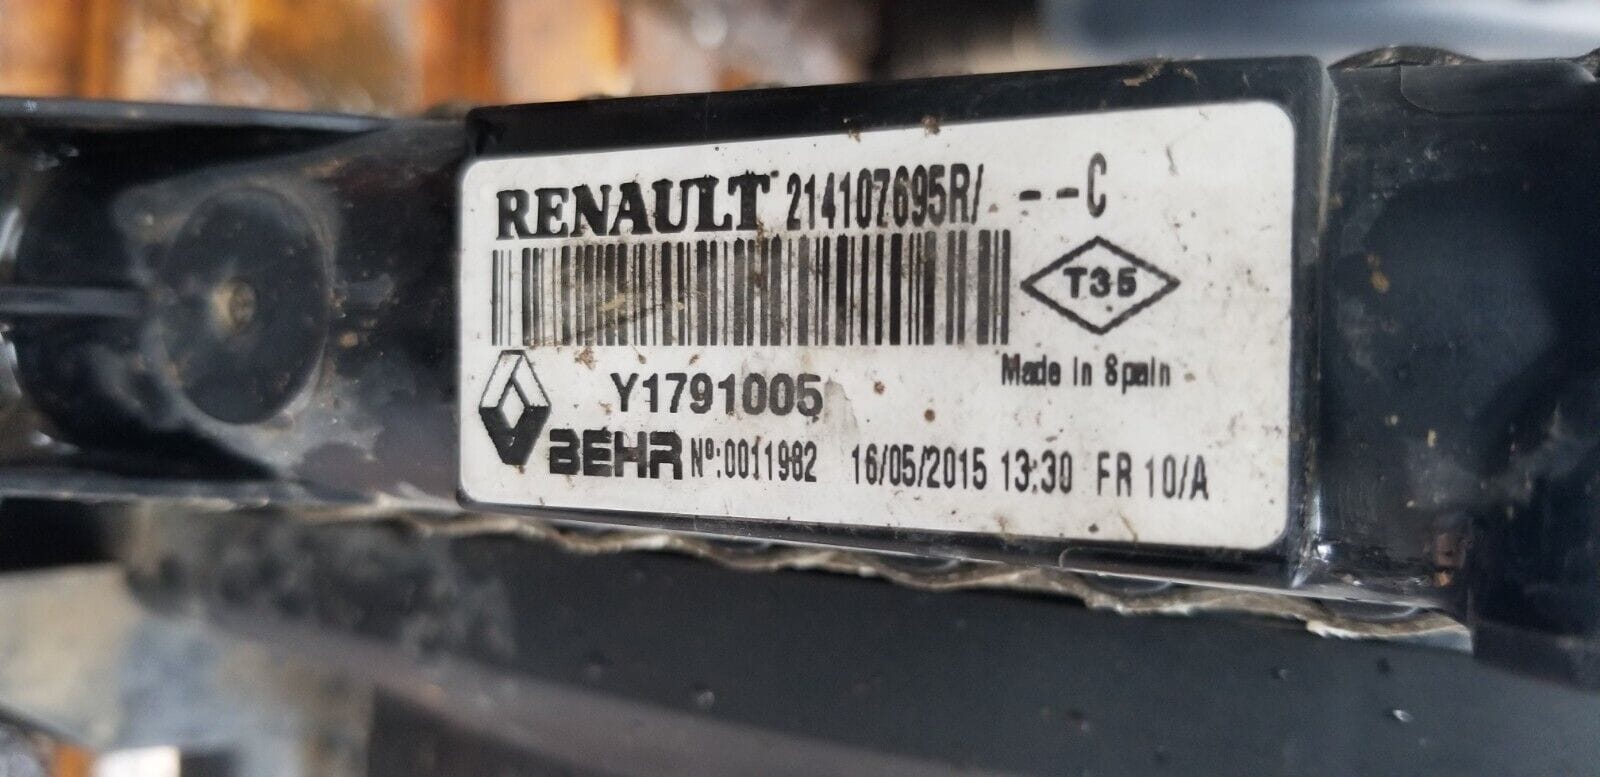 RENAULT 214107695R/ --C
T35
Made in Spain
Y1791005
BEHR Nº:0011982 16/05/2015 13:30 FR 10/A